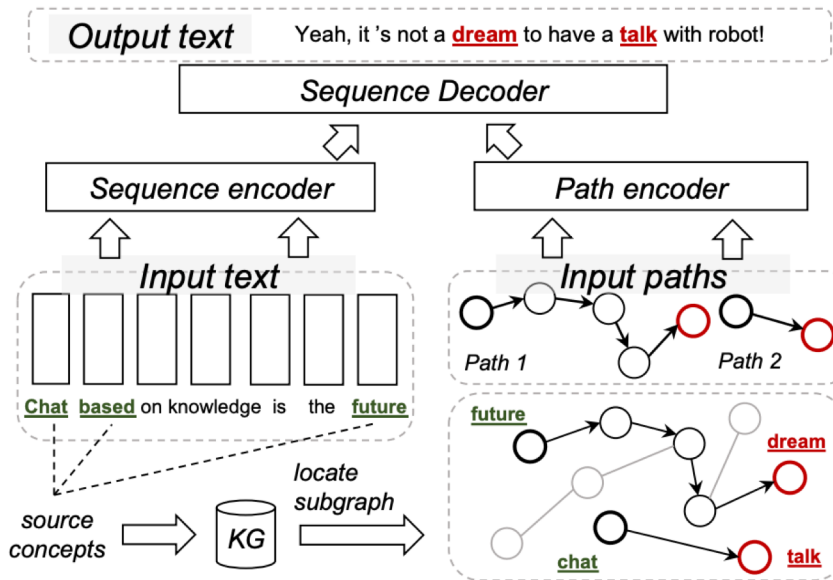 Output text
Yeah, it 's not a dream to have a talk with robot!
Sequence Decoder
Sequence encoder
Path encoder
Input text
Input paths
Path 1
Path 2
Chat based on knowledge is the future
future
dream
locate
subgraph
source
concepts
KG
chat
talk